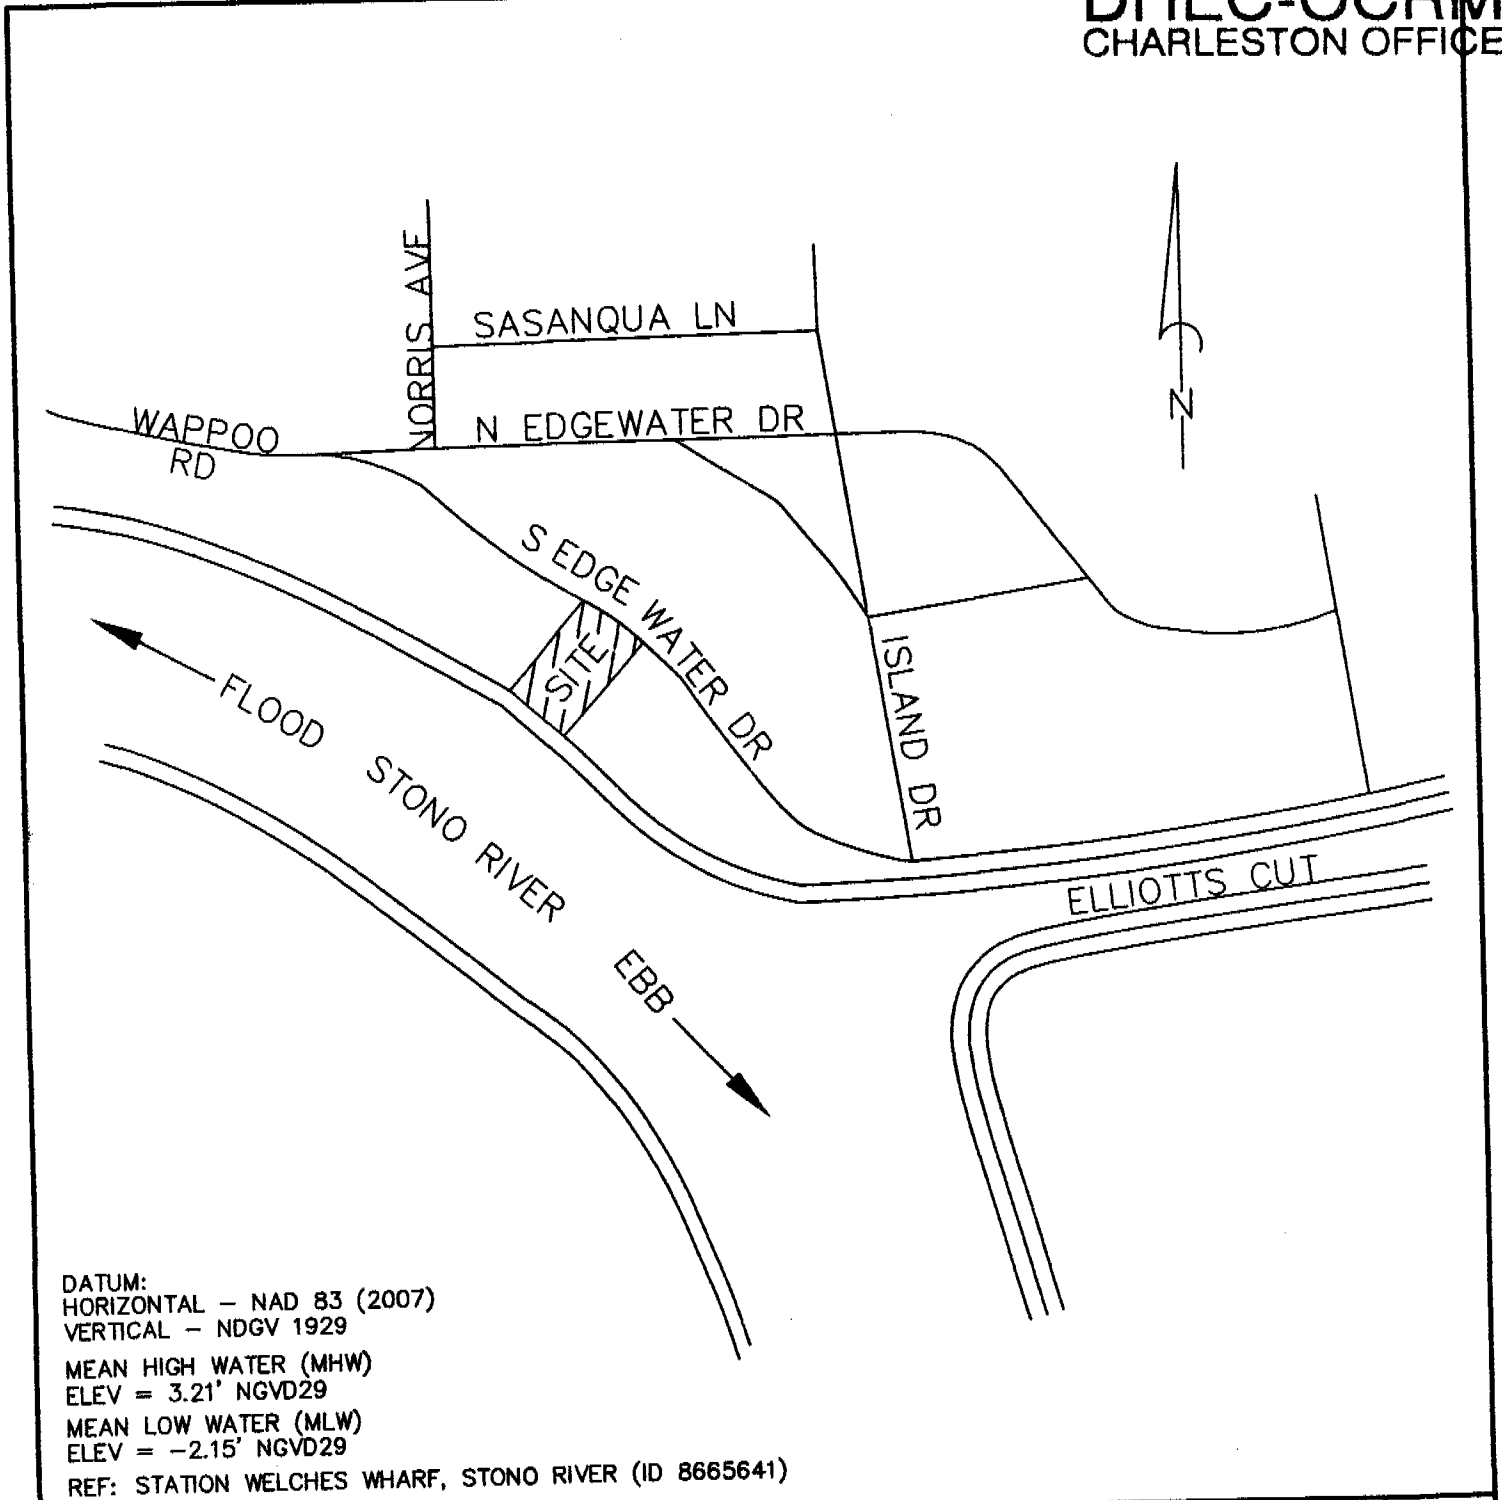 DHEC-OCRM
CHARLESTON OFFICE
NORRIS AVE
SASANQUA LN
N EDGEWATER DR
WAPPOO
RD
N
S EDGE WATER DR
SITE
ISLAND DR
FLOOD
STONO RIVER
EBB
ELLIOTTS CUT
DATUM:
HORIZONTAL - NAD 83 (2007)
VERTICAL - NDGV 1929
MEAN HIGH WATER (MHW)
ELEV = 3.21' NGVD29
MEAN LOW WATER (MLW)
ELEV = -2.15' NGVD29
REF: STATION WELCHES WHARF, STONO RIVER (ID 8665641)